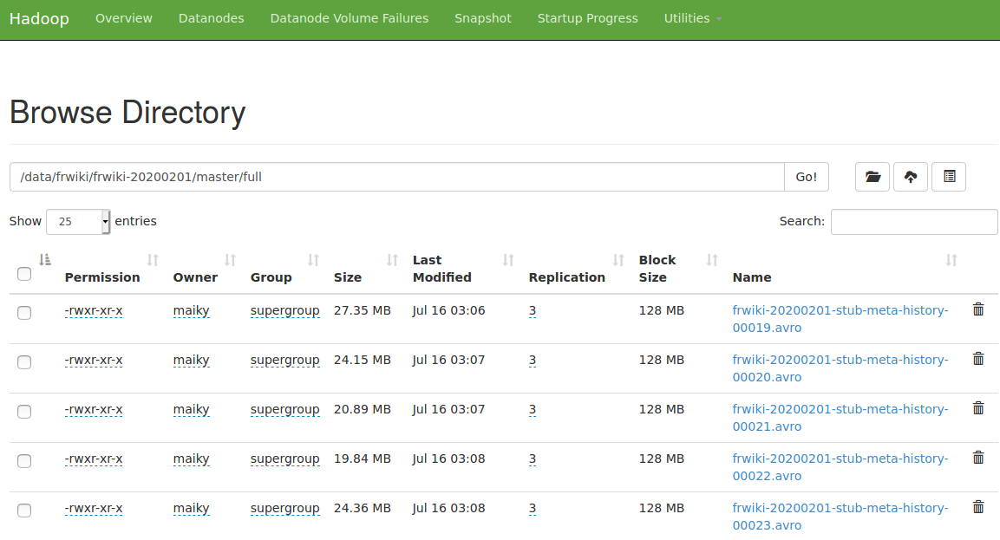 Hadoop Overview Datanodes Datanode Volume Failures Snapshot Startup Progress Utilities
Browse Directory
/data/frwiki/frwiki-20200201/master/full Go!
Show 25 entries Search:
Permission Owner Group Size Last Modified Replication Block Size Name
-rwxr-xr-x maiky supergroup 27.35 MB Jul 16 03:06 3 128 MB frwiki-20200201-stub-meta-history-
00019.avro
-rwxr-xr-x maiky supergroup 24.15 MB Jul 16 03:07 3 128 MB frwiki-20200201-stub-meta-history-
00020.avro
-rwxr-xr-x maiky supergroup 20.89 MB Jul 16 03:07 3 128 MB frwiki-20200201-stub-meta-history-
00021.avro
-rwxr-xr-x maiky supergroup 19.84 MB Jul 16 03:08 3 128 MB frwiki-20200201-stub-meta-history-
00022.avro
-rwxr-xr-x maiky supergroup 24.36 MB Jul 16 03:08 3 128 MB frwiki-20200201-stub-meta-history-
00023.avro